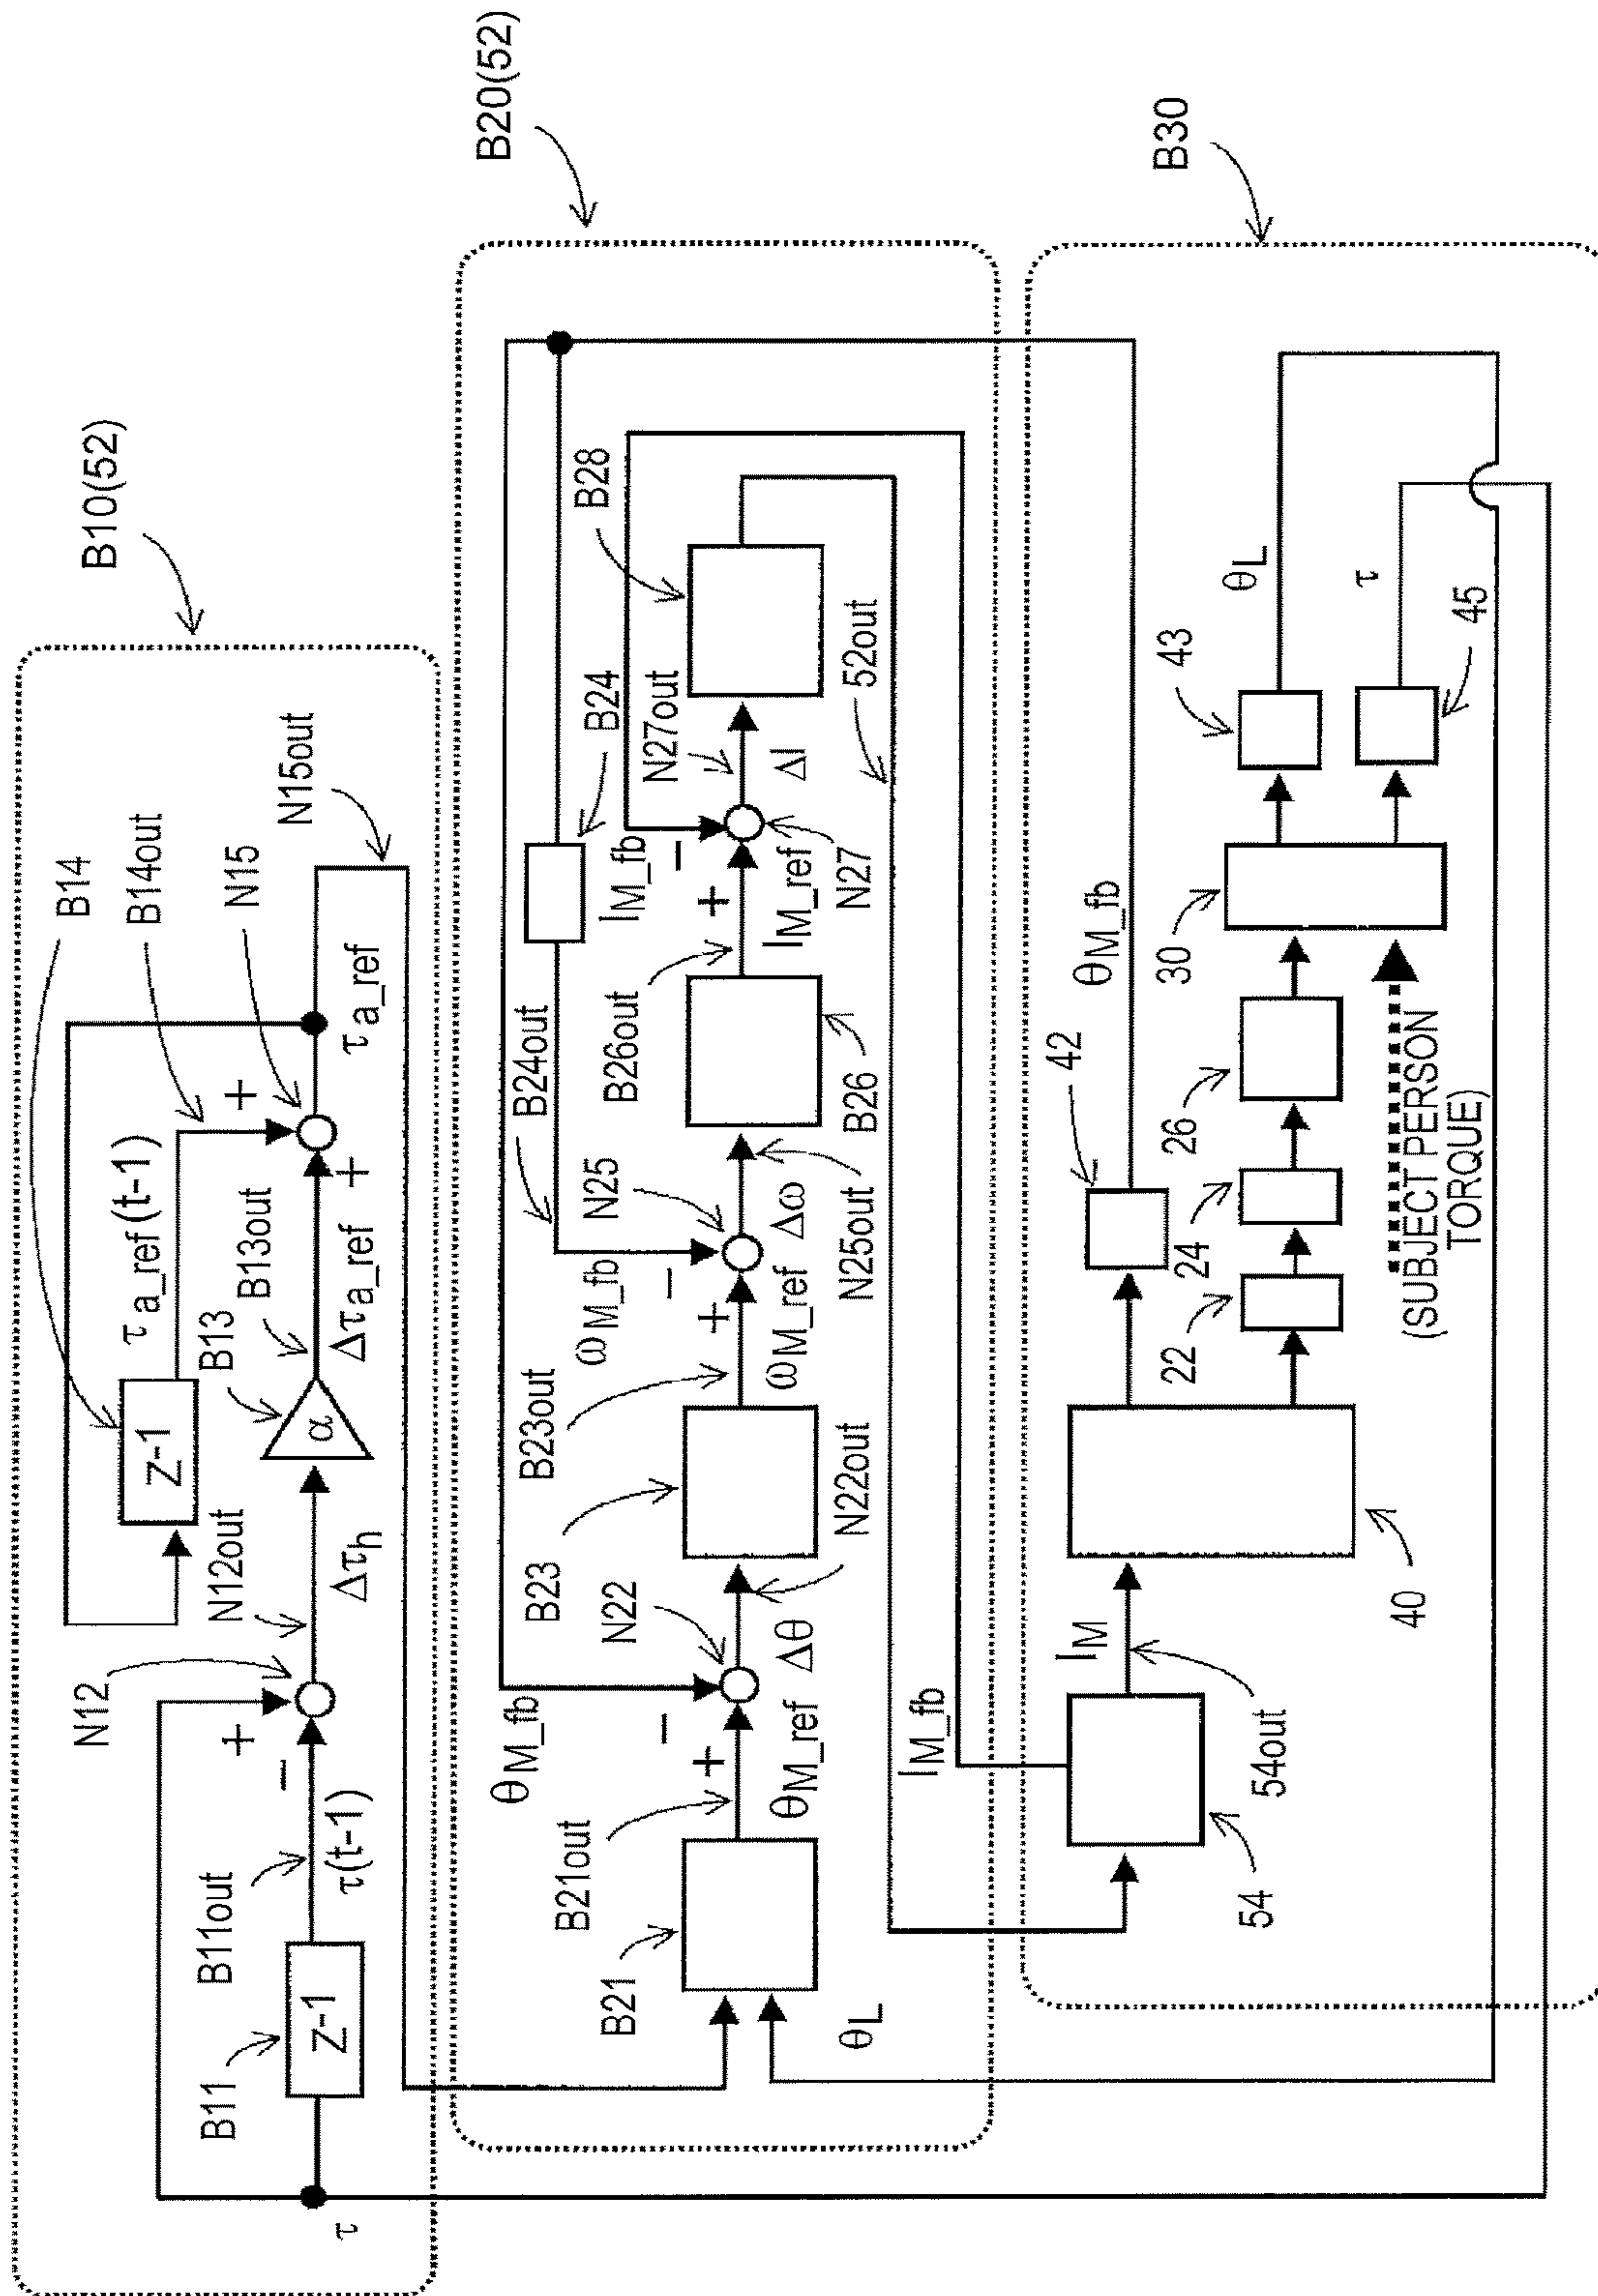 B10(52)
B14
B14out
N15
N15out
τa_ref(t-1)
B13
B13out
N12out
N12
B11out
B11
Z-1
Z-1
α
+
+
τa_ref
Δτa_ref
Δτh
+
−
τ(t-1)
τ
B20(52)
B28
N27out
B24
52out
IM_fb
−
+
ΔI
IM_ref
N27
B24out
B26out
N25
B26
ωM_fb
−
+
Δω
ωM_ref
N25out
B23out
B23
N22
N22out
θM_fb
−
+
Δθ
θM_ref
B21out
B21
θL
B30
θL
τ
43
45
θM_fb
30
42
26
24
22
(SUBJECT PERSON
TORQUE)
40
IM_fb
IM
54out
54